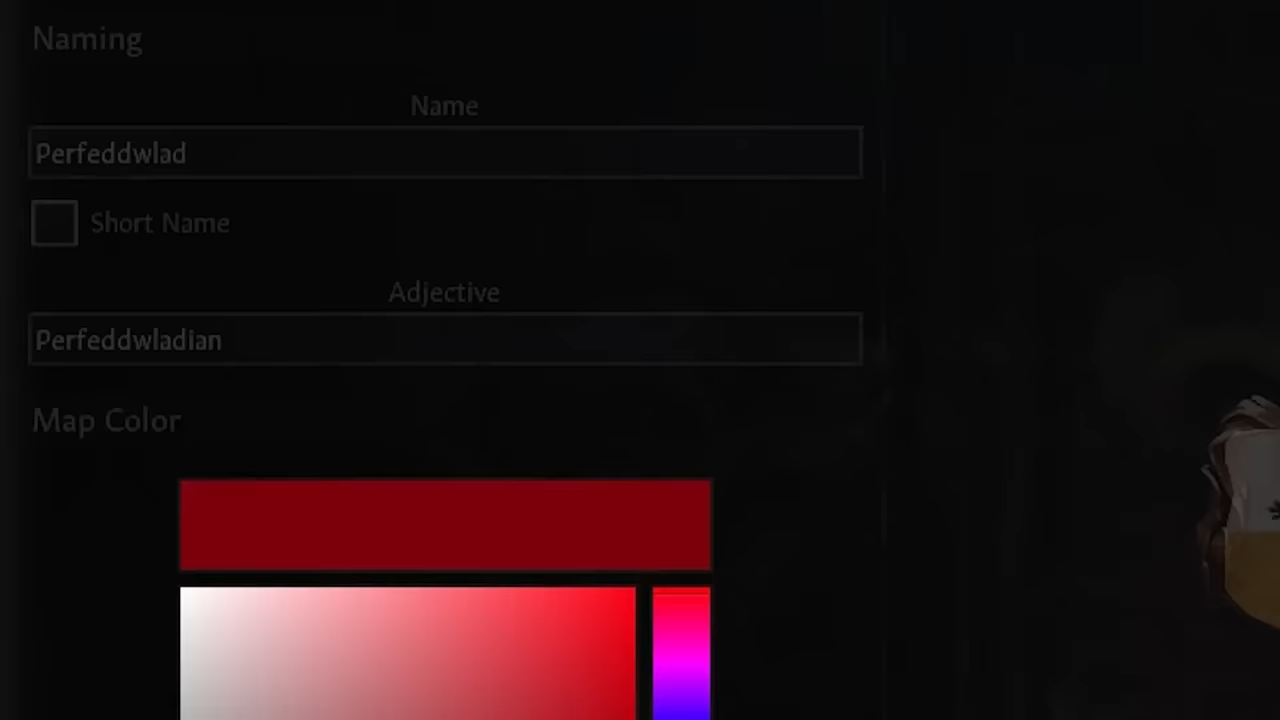 Naming
Name
Perfeddwlad
Short Name
Adjective
Perfeddwladian
Map Color